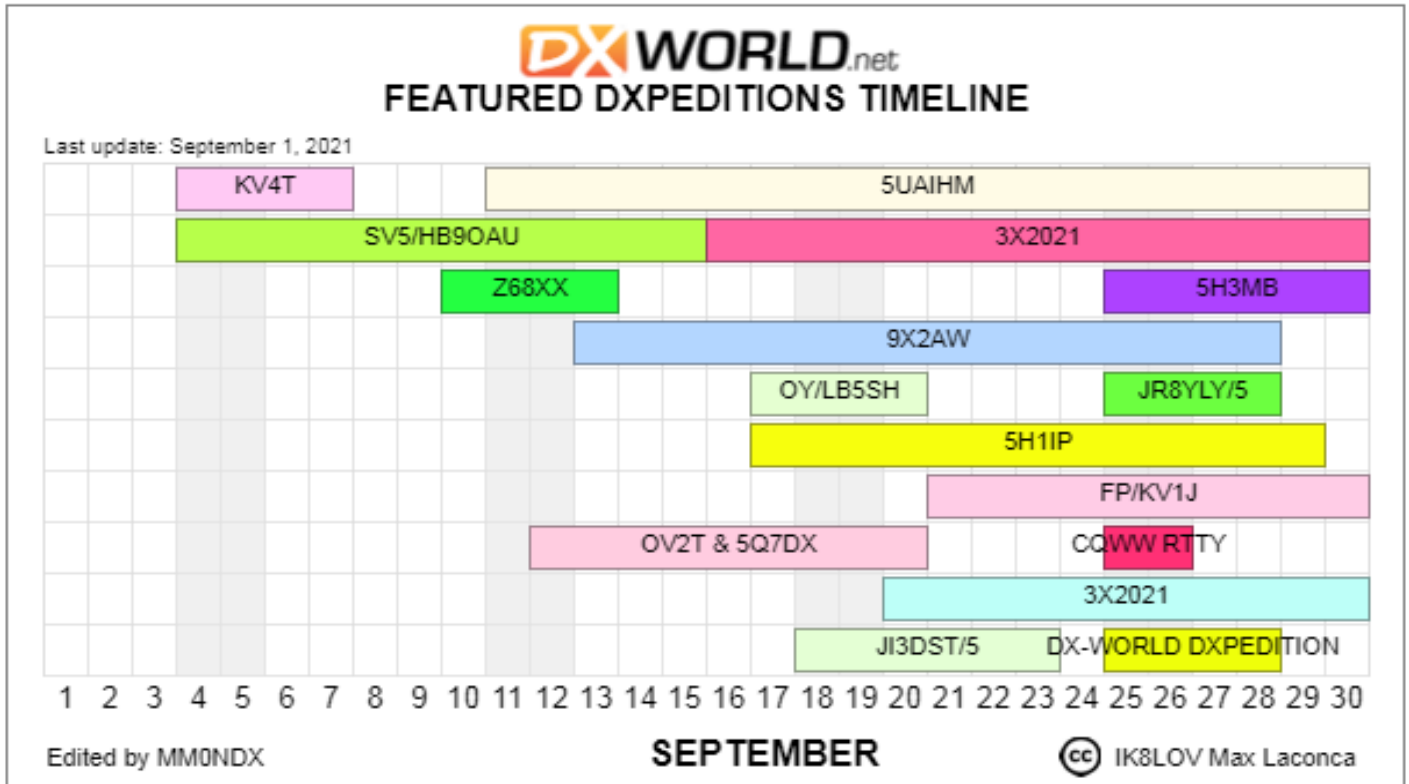 DX WORLD.net
FEATURED DXPEDITIONS TIMELINE
Last update: September 1, 2021
KV4T 5UAIHM
SV5/HB9OAU 3X2021
Z68XX 5H3MB
9X2AW
OY/LB5SH JR8YLY/5
5H1IP
FP/KV1J
OV2T & 5Q7DX CQWW RTTY
3X2021
JI3DST/5 DX-WORLD DXPEDITION
1 2 3 4 5 6 7 8 9 10 11 12 13 14 15 16 17 18 19 20 21 22 23 24 25 26 27 28 29 30
Edited by MM0NDX SEPTEMBER cc IK8LOV Max Laconca